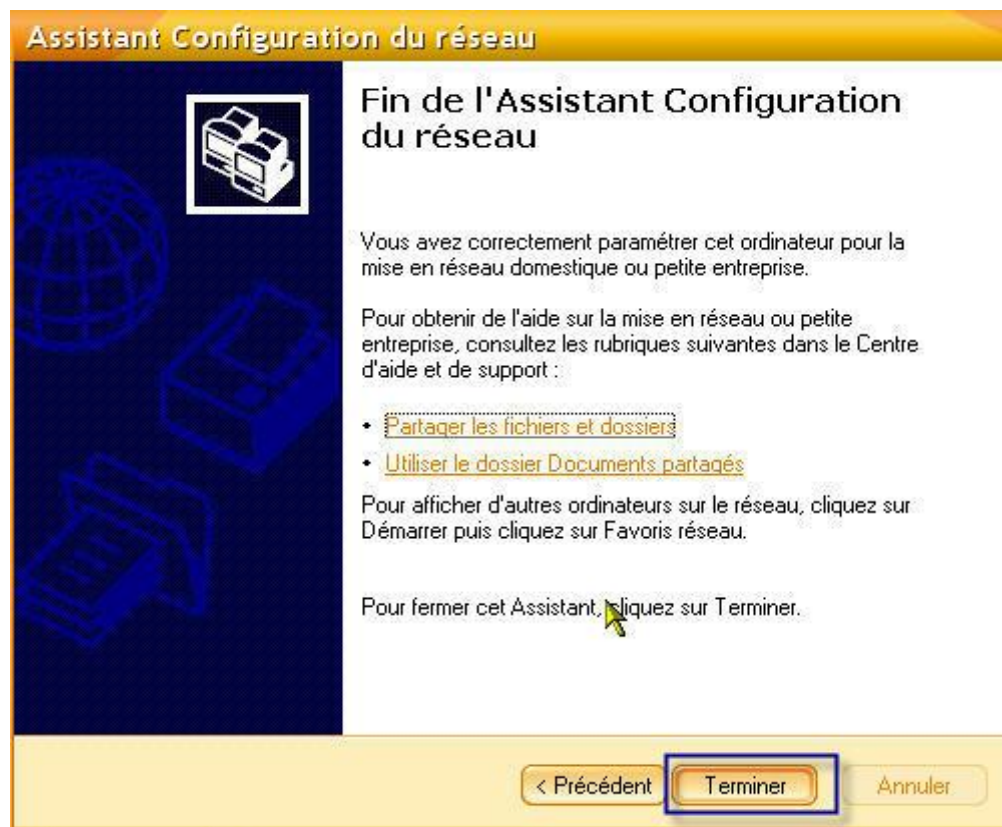 Assistant Configuration du réseau
Fin de l'Assistant Configuration
du réseau
Vous avez correctement paramétrer cet ordinateur pour la
mise en réseau domestique ou petite entreprise.
Pour obtenir de l'aide sur la mise en réseau ou petite
entreprise, consultez les rubriques suivantes dans le Centre
d'aide et de support :
• Partager les fichiers et dossiers
• Utiliser le dossier Documents partagés
Pour afficher d'autres ordinateurs sur le réseau, cliquez sur
Démarrer puis cliquez sur Favoris réseau.
Pour fermer cet Assistant, cliquez sur Terminer.
< Précédent Terminer Annuler